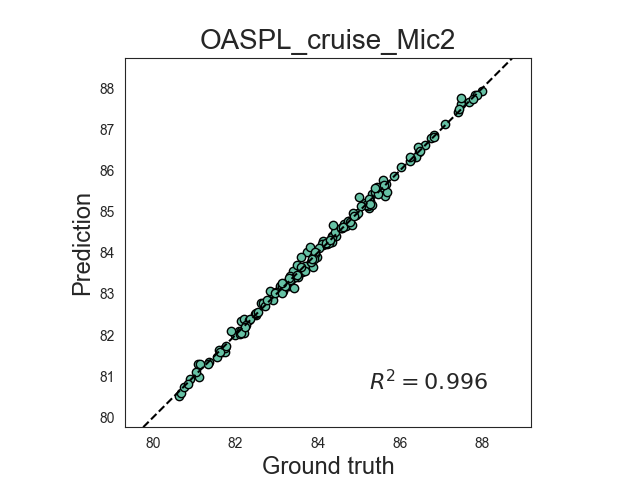 OASPL_cruise_Mic2
Prediction
88
87
86
85
84
83
82
81
80
R² = 0.996
80 82 84 86 88
Ground truth